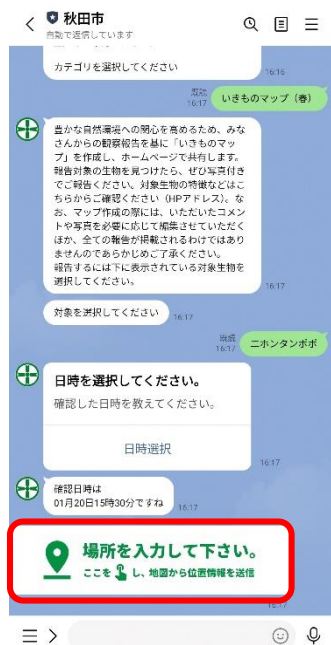 秋田市
自動で返信しています
カテゴリを選択してください
16:16
既読
16:17
いきものマップ（春）
豊かな自然環境への関心を高めるため、みな
さんからの観察報告を基に「いきものマッ
プ」を作成し、ホームページで共有します。
報告対象の生物を見つけたら、ぜひ写真付き
でご報告ください。対象生物の特徴などはこ
ちらからご確認ください（HPアドレス）。な
お、マップ作成の際には、いただいたコメン
トや写真を必要に応じて編集させていただく
ほか、全ての報告が掲載されるわけではあり
ませんのであらかじめご了承ください。
報告するには下に表示されている対象生物を
選択してください。
16:17
対象を選択してください
16:17
既読
16:17
ニホンタンポポ
日時を選択してください。
確認した日時を教えてください。
日時選択
16:17
確認日時は
01月20日15時30分ですね
16:17
場所を入力して下さい。
ここを し、地図から位置情報を送信
16:17